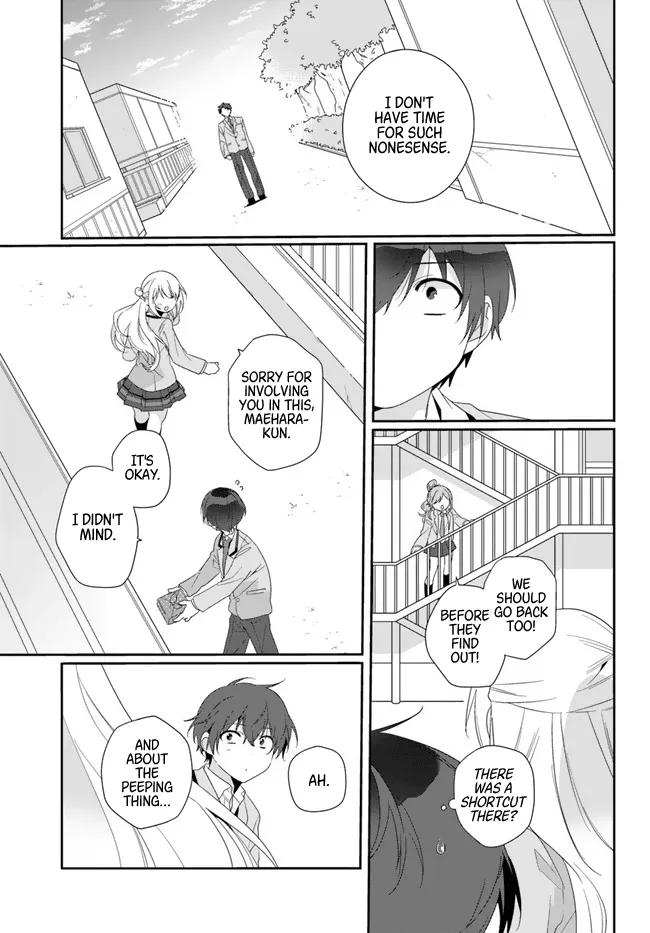 I DON'T
HAVE TIME
FOR SUCH
NONESENSE.
WE
SHOULD
GO BACK
TOO!
BEFORE
THEY
FIND
OUT!
THERE
WAS A
SHORTCUT
THERE?
SORRY FOR
INVOLVING
YOU IN THIS,
MAEHARA-
KUN.
IT'S
OKAY.
I DIDN'T
MIND.
AH.
AND
ABOUT
THE
PEEPING
THING...